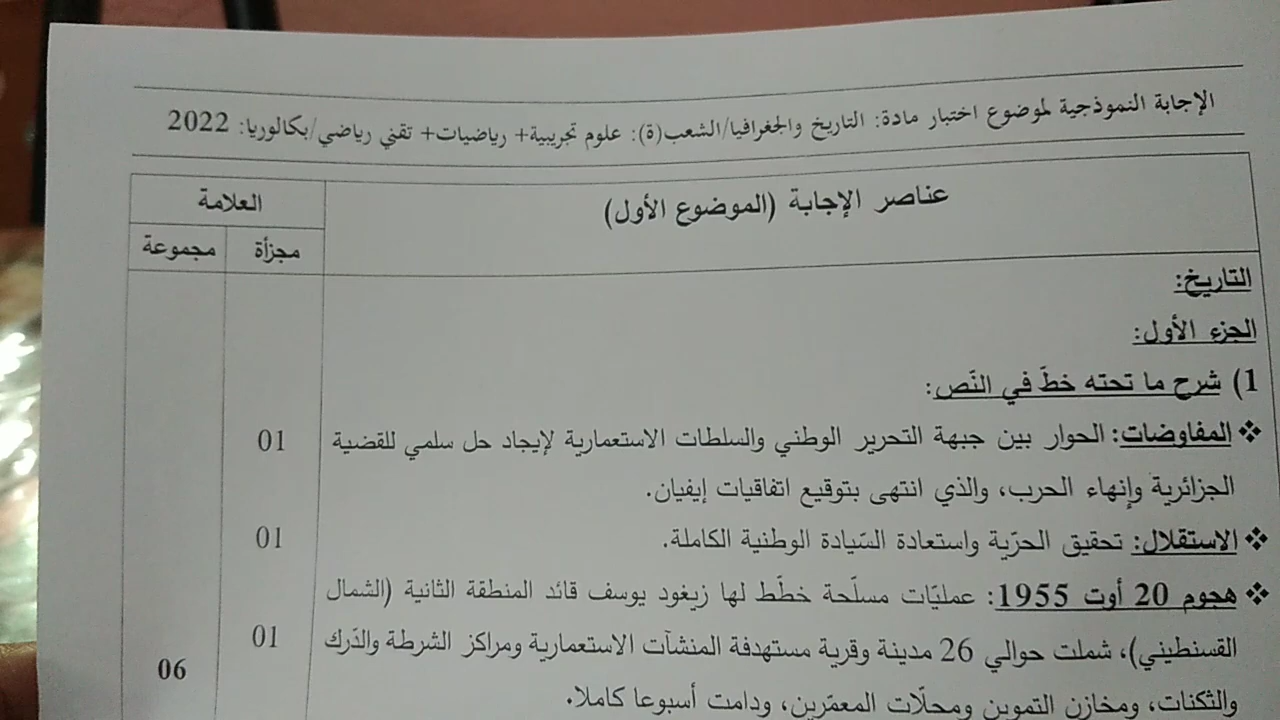 الإجابة النموذجية لموضوع اختبار مادة: التاريخ والجغرافيا/الشعب(ة): علوم تجريبية+ رياضيات+ تقني رياضي/بكالوريا: 2022
عناصر الإجابة (الموضوع الأول)
العلامة
مجزأة
مجموعة
التاريخ:
الجزء الأول:
1) شرح ما تحته خطّ في النّص:
❖ المفاوضات: الحوار بين جبهة التحرير الوطني والسلطات الاستعمارية لإيجاد حل سلمي للقضية
01
الجزائرية وإنهاء الحرب، والذي انتهى بتوقيع اتفاقيات إيفيان.
❖ الاستقلال: تحقيق الحرّية واستعادة السّيادة الوطنية الكاملة.
01
❖ هجوم 20 أوت 1955: عمليّات مسلّحة خطّط لها زيغود يوسف قائد المنطقة الثانية (الشمال
القسنطيني)، شملت حوالي 26 مدينة وقرية مستهدفة المنشآت الاستعمارية ومراكز الشرطة والدّرك
01
06
والثكنات، ومخازن التموين ومحلّات المعمّرين، ودامت أسبوعا كاملا.